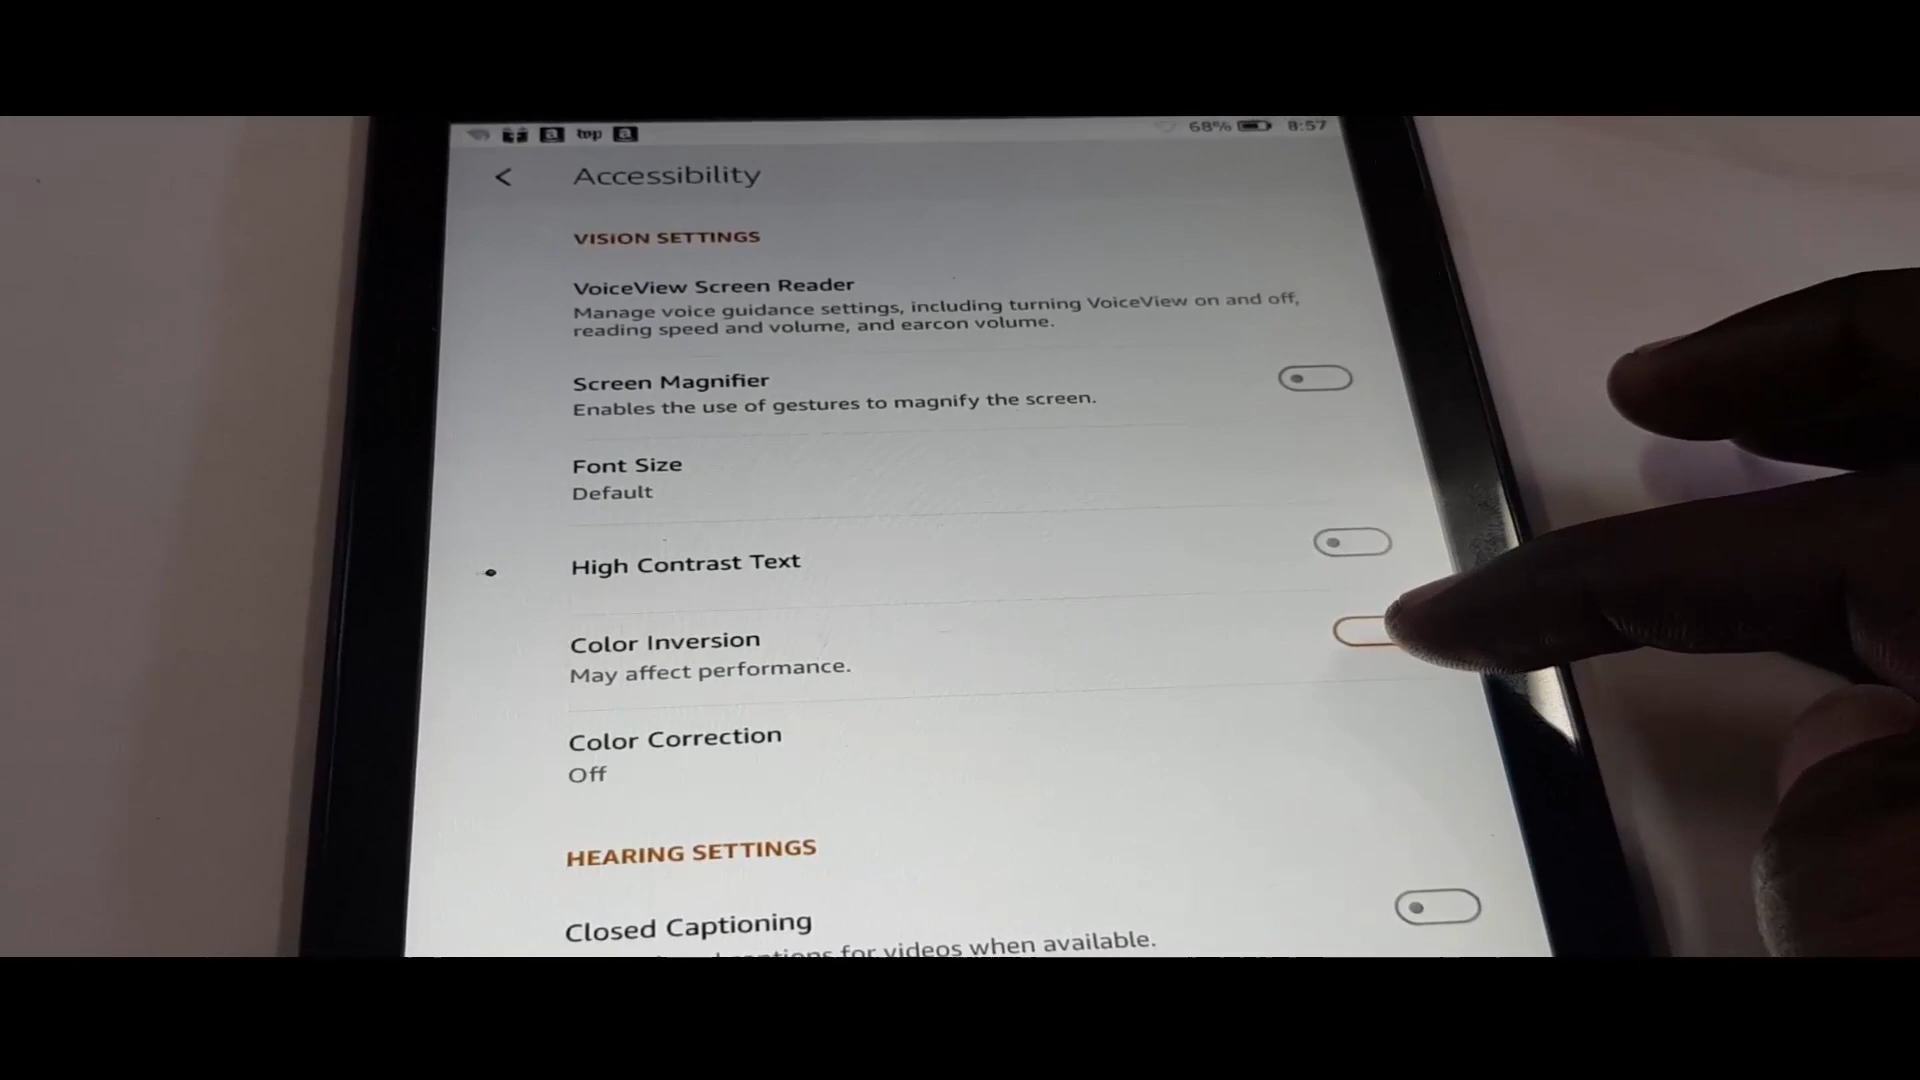 a top a 68% 8:57
< Accessibility
VISION SETTINGS
VoiceView Screen Reader
Manage voice guidance settings, including turning VoiceView on and off,
reading speed and volume, and earcon volume.
Screen Magnifier
Enables the use of gestures to magnify the screen.
Font Size
Default
High Contrast Text
Color Inversion
May affect performance.
Color Correction
Off
HEARING SETTINGS
Closed Captioning
for videos when available.